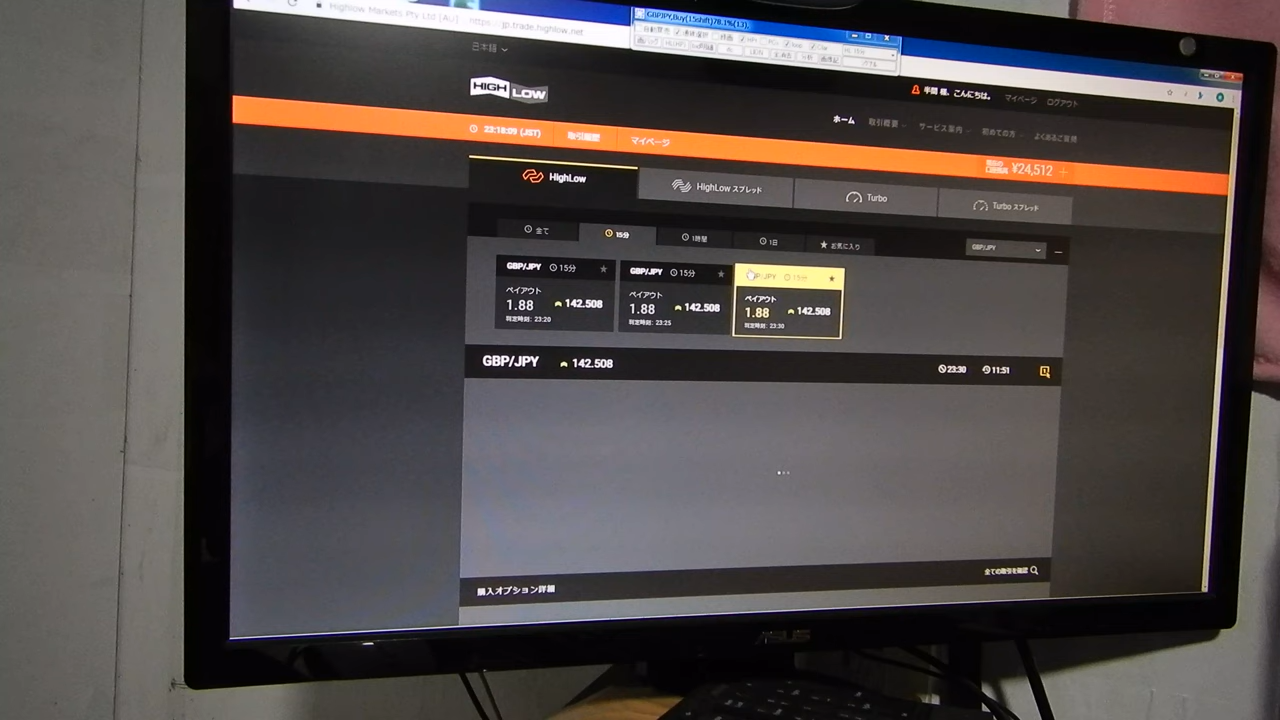 Highlow Markets Pty Ltd [AU]
https://jp.trade.highlow.net
GBPJPY,Buy(15shift)78.1%(13),
日本語
HIGH LOW
こんにちは。 マイページ ログアウト
ホーム 取引概要 サービス案内 初めての方 よくあるご質問
23:18:09 (JST) 取引履歴 マイページ
¥24,512 +
HighLow
HighLow スプレッド
Turbo
Turbo スプレッド
全て
15分
1時間
1日
お気に入り
GBP/JPY
GBP/JPY 15分
ペイアウト
1.88 142.508
判定時刻: 23:20
GBP/JPY 15分
ペイアウト
1.88 142.508
判定時刻: 23:25
15分
ペイアウト
1.88 142.508
判定時刻: 23:30
GBP/JPY 142.508
23:30 11:51
全ての取引を確認
購入オプション詳細
ASUS